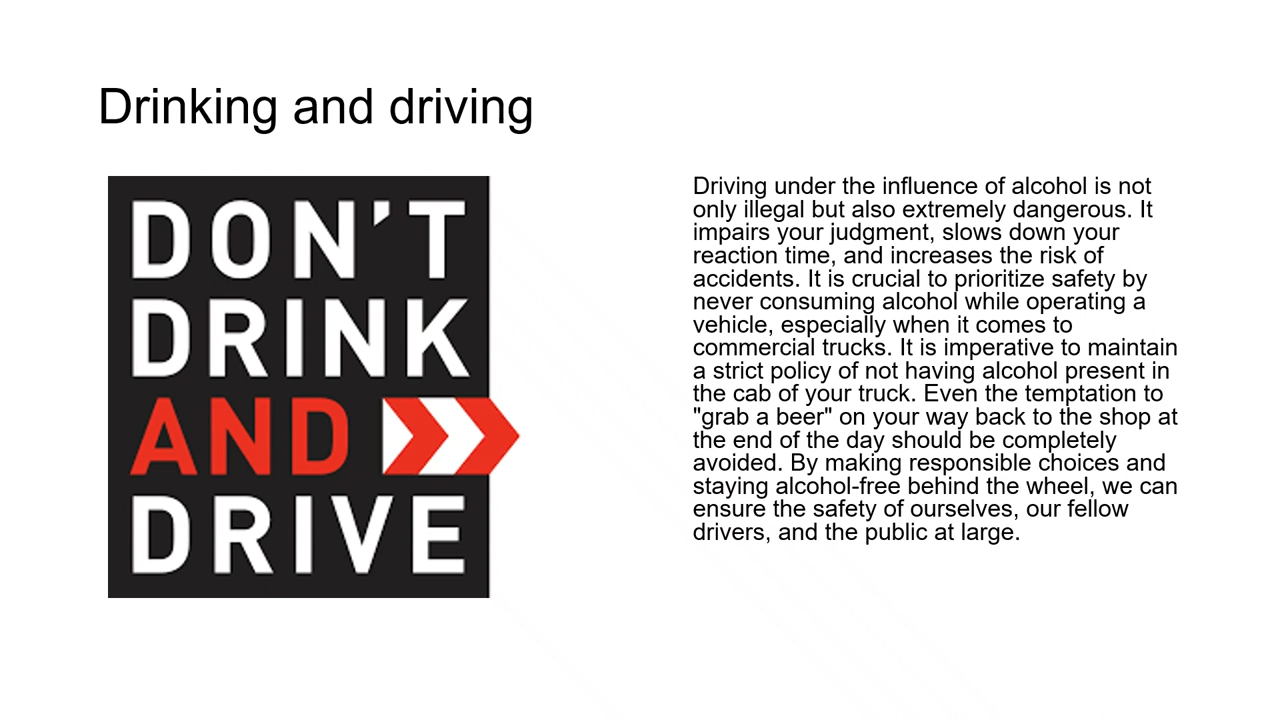 Drinking and driving
DON'T
DRINK
AND
DRIVE
Driving under the influence of alcohol is not
only illegal but also extremely dangerous. It
impairs your judgment, slows down your
reaction time, and increases the risk of
accidents. It is crucial to prioritize safety by
never consuming alcohol while operating a
vehicle, especially when it comes to
commercial trucks. It is imperative to maintain
a strict policy of not having alcohol present in
the cab of your truck. Even the temptation to
"grab a beer" on your way back to the shop at
the end of the day should be completely
avoided. By making responsible choices and
staying alcohol-free behind the wheel, we can
ensure the safety of ourselves, our fellow
drivers, and the public at large.